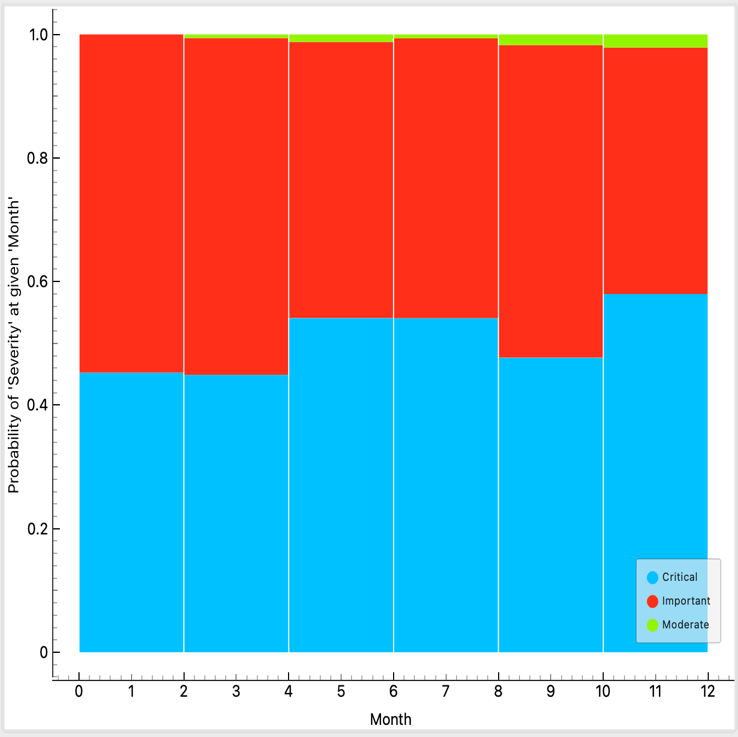 Probability of 'Severity' at given 'Month'
1.0
0.8
0.6
0.4
0.2
0
Critical
Important
Moderate
0 1 2 3 4 5 6 7 8 9 10 11 12
Month